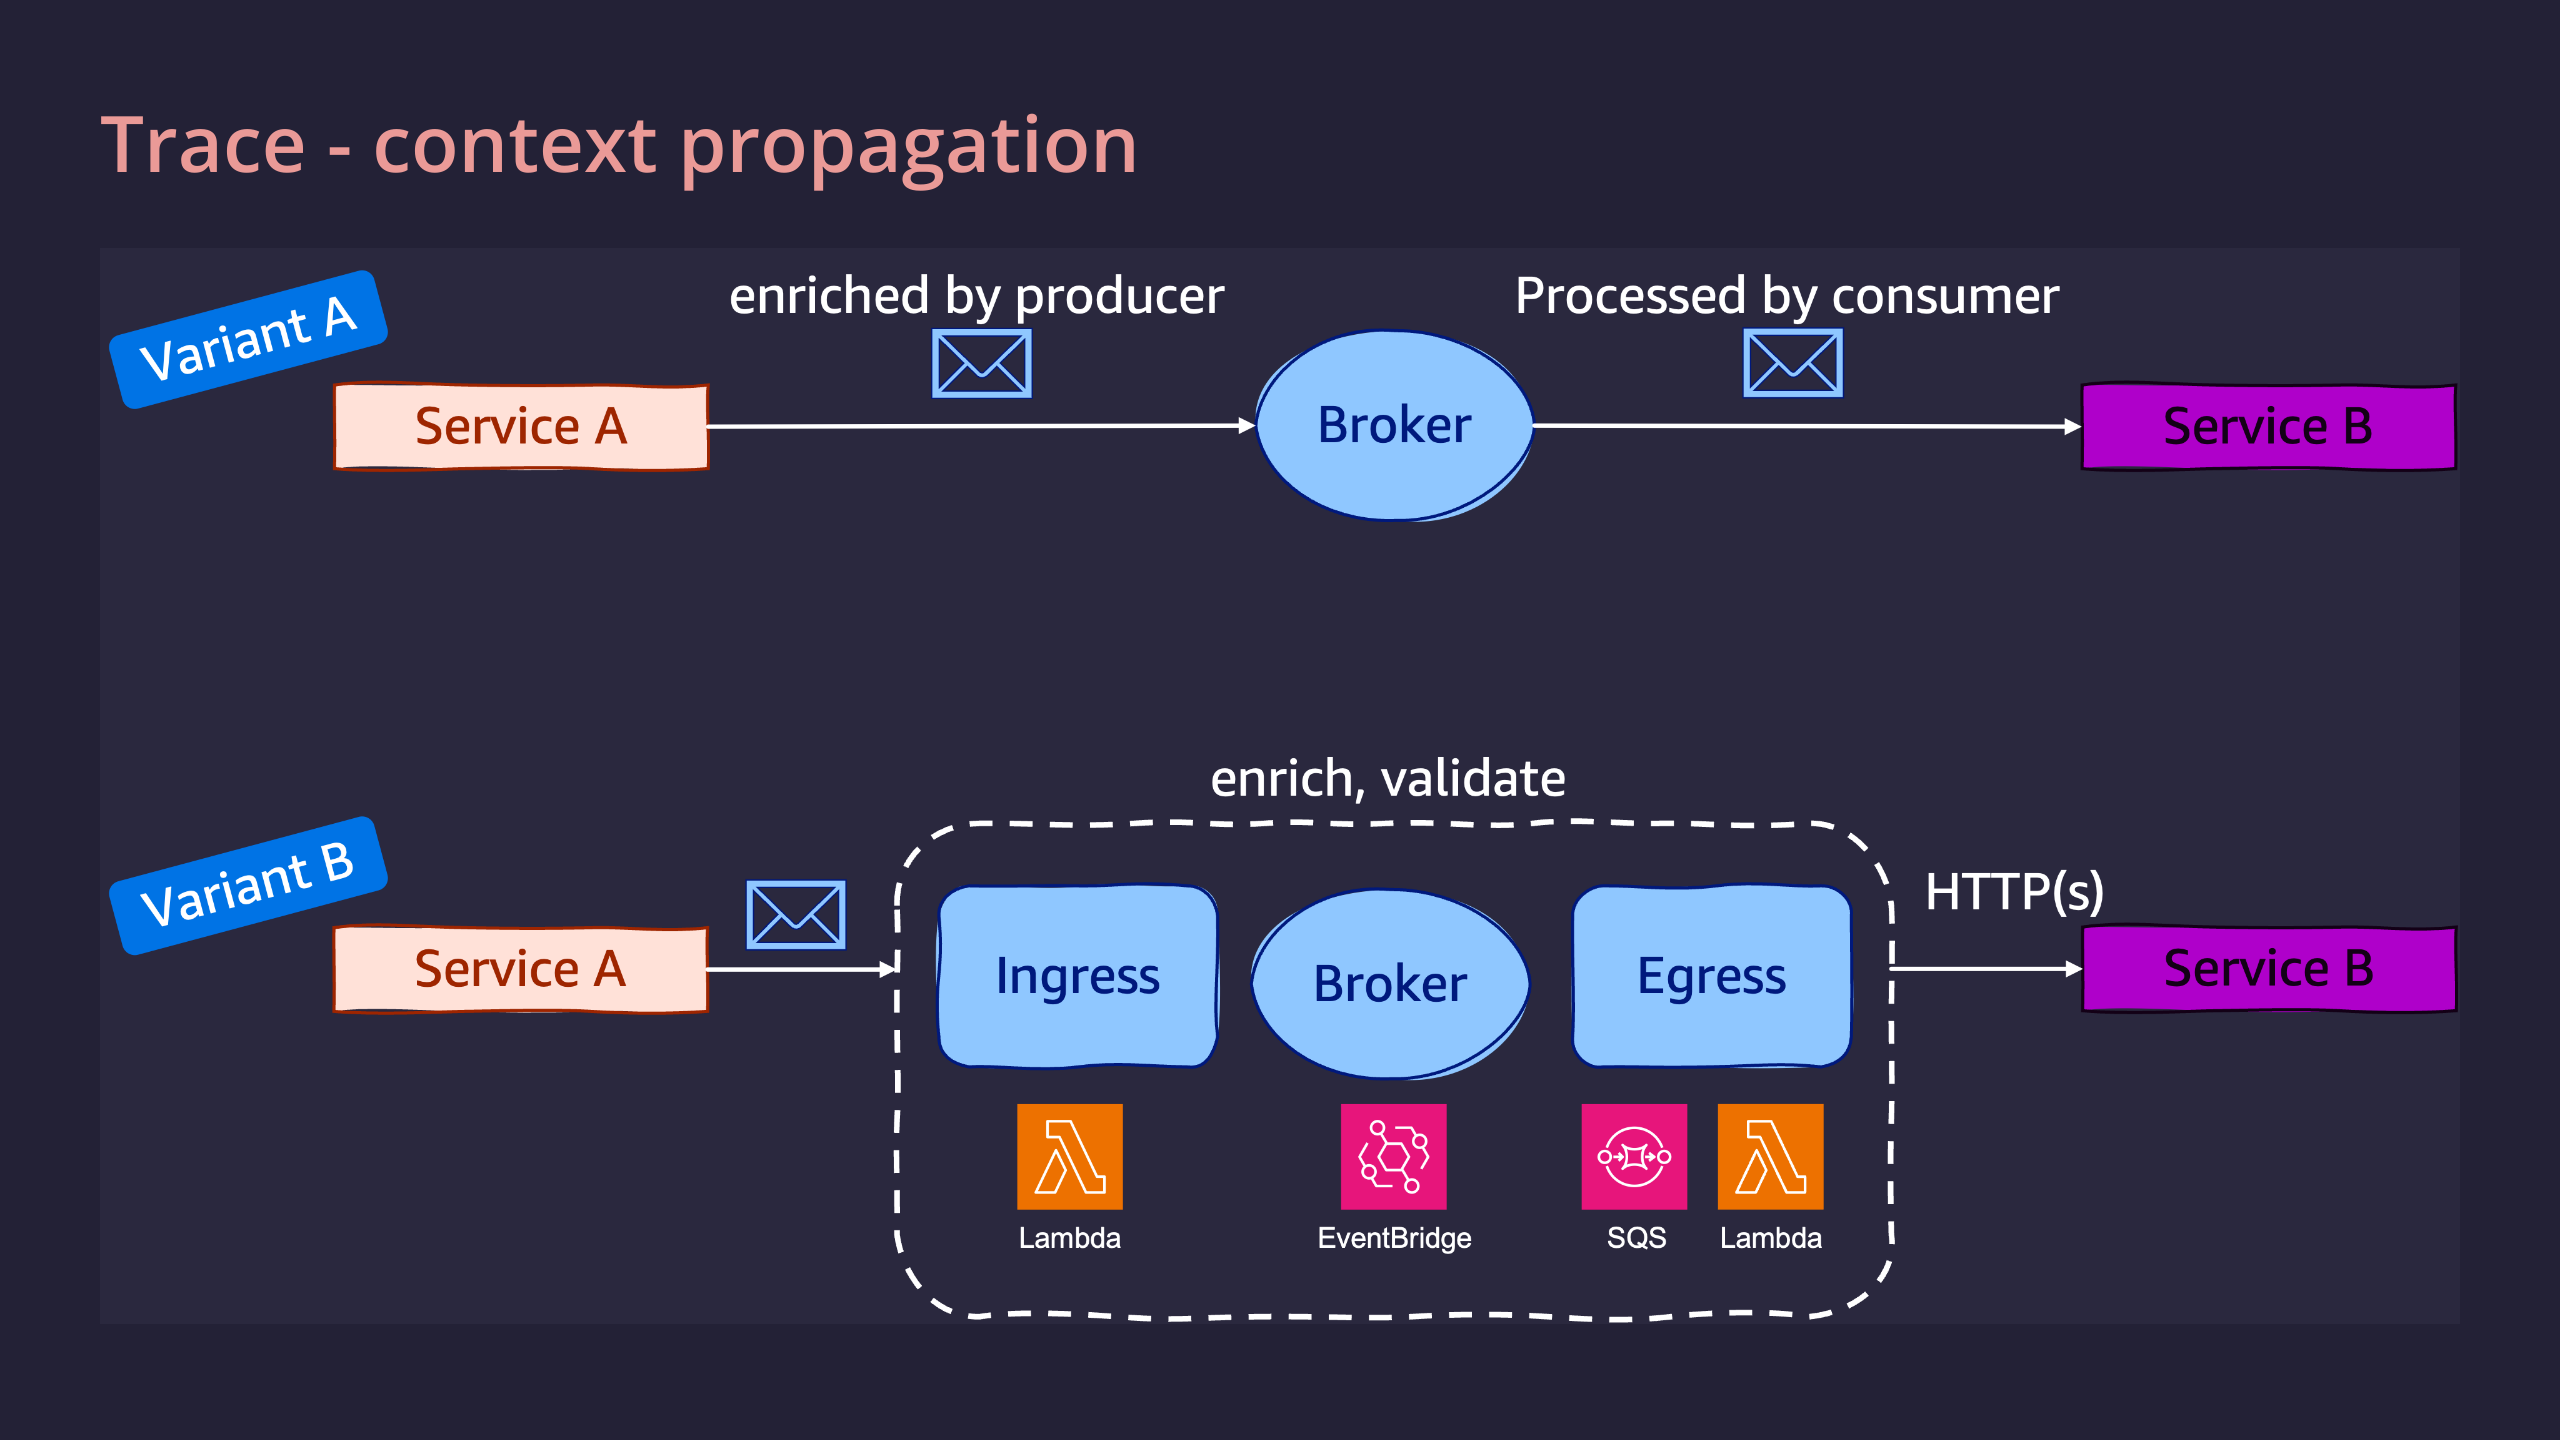 Trace - context propagation
Variant A
enriched by producer
Processed by consumer
Service A
Broker
Service B
enrich, validate
Variant B
HTTP(s)
Service A
Ingress
Broker
Egress
Service B
Lambda
EventBridge
SQS
Lambda